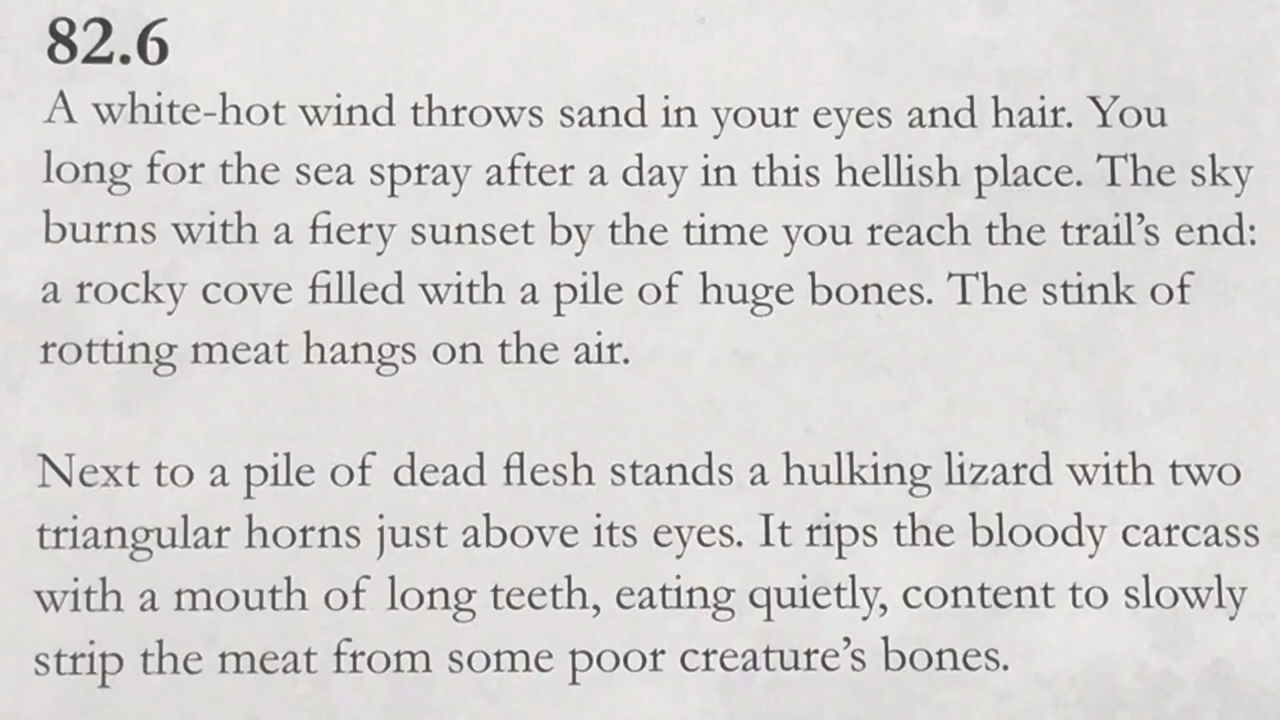 82.6
A white-hot wind throws sand in your eyes and hair. You
long for the sea spray after a day in this hellish place. The sky
burns with a fiery sunset by the time you reach the trail’s end:
a rocky cove filled with a pile of huge bones. The stink of
rotting meat hangs on the air.
Next to a pile of dead flesh stands a hulking lizard with two
triangular horns just above its eyes. It rips the bloody carcass
with a mouth of long teeth, eating quietly, content to slowly
strip the meat from some poor creature’s bones.